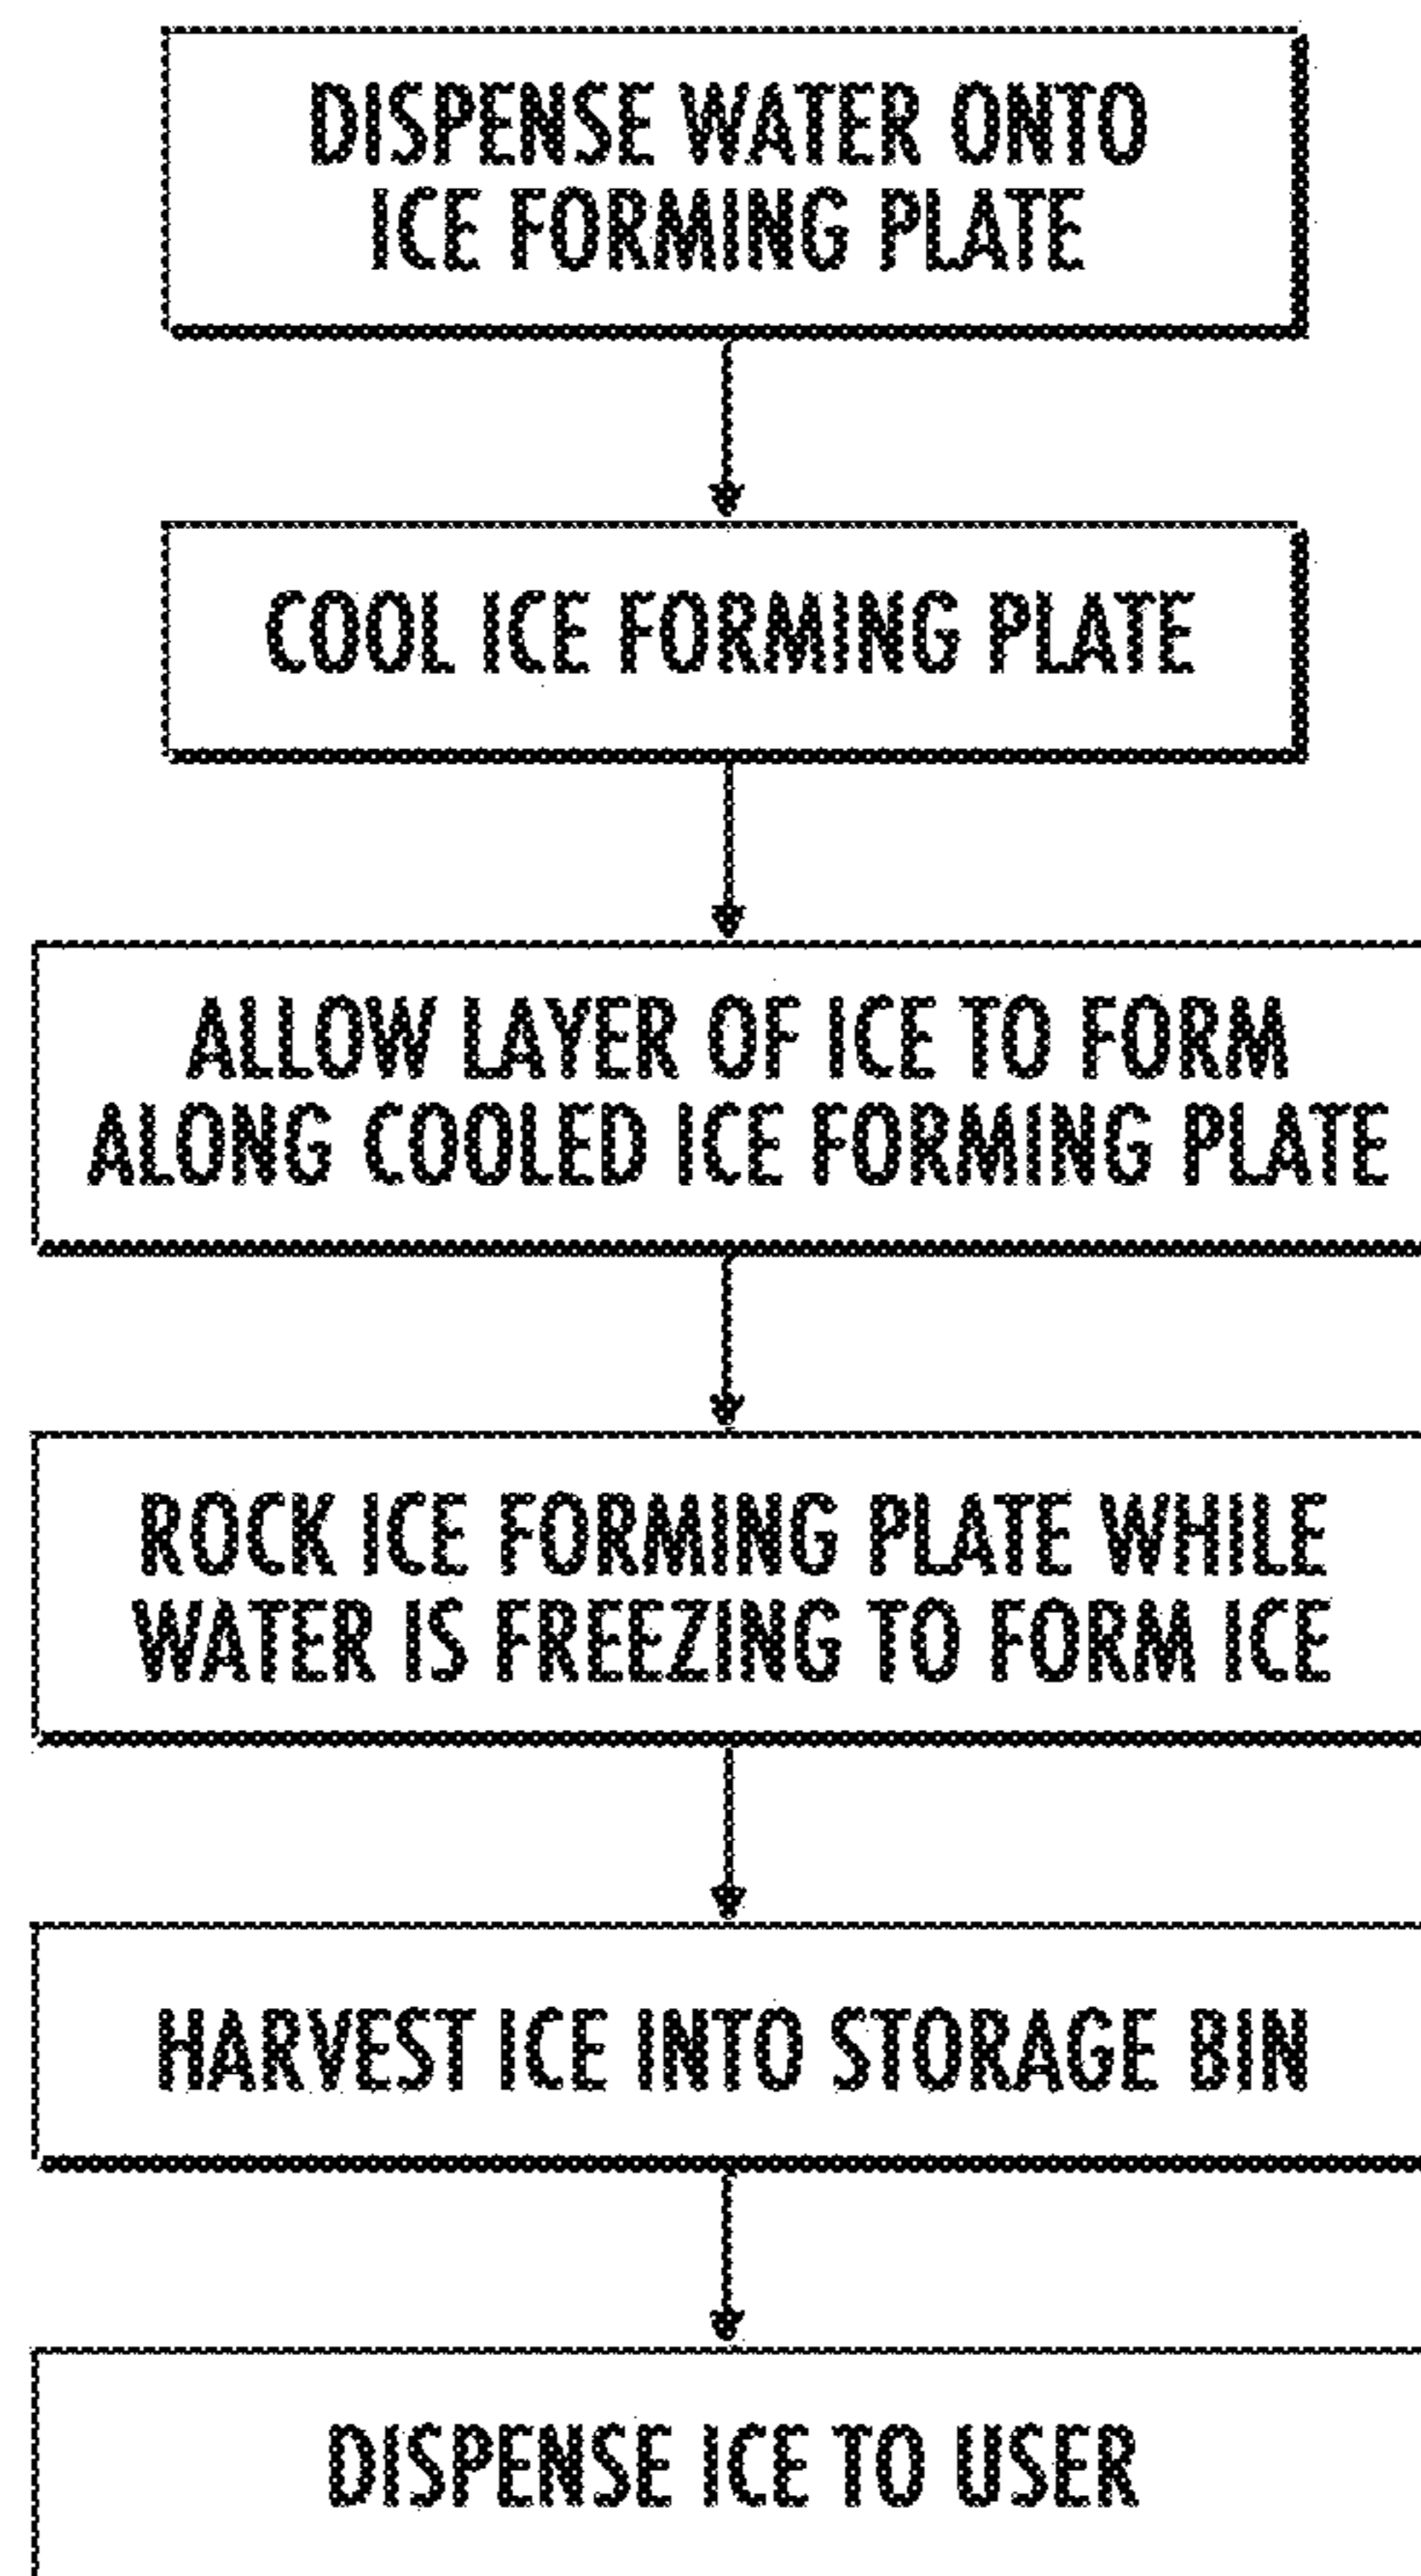 DISPENSE WATER ONTO
ICE FORMING PLATE
COOL ICE FORMING PLATE
ALLOW LAYER OF ICE TO FORM
ALONG COOLED ICE FORMING PLATE
ROCK ICE FORMING PLATE WHILE
WATER IS FREEZING TO FORM ICE
HARVEST ICE INTO STORAGE BIN
DISPENSE ICE TO USER